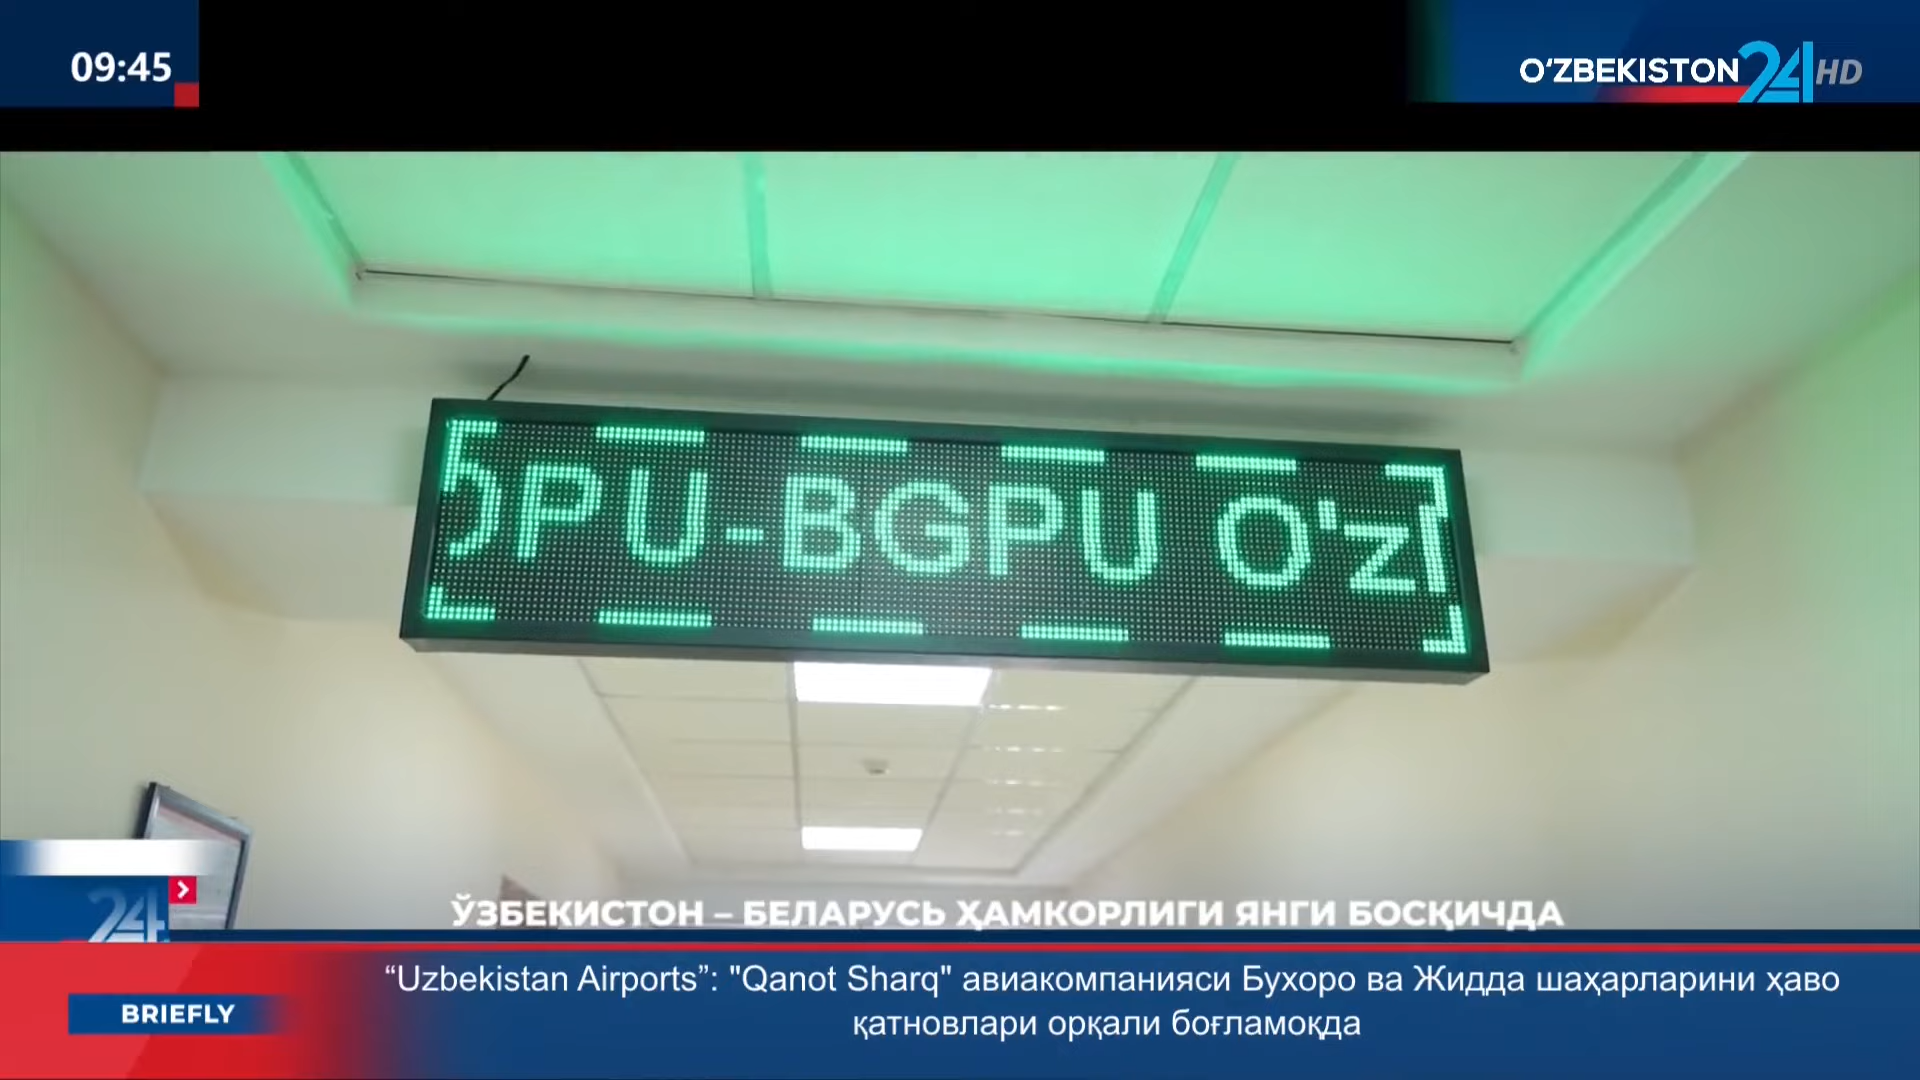 09:45
O‘ZBEKISTON 24 HD
PU-BGPU O'z
24
ЎЗБЕКИСТОН – БЕЛАРУСЬ ҲАМКОРЛИГИ ЯНГИ БОСҚИЧДА
BRIEFLY
“Uzbekistan Airports”: "Qanot Sharq" авиакомпанияси Бухоро ва Жидда шаҳарларини ҳаво
қатновлари орқали боғламоқда